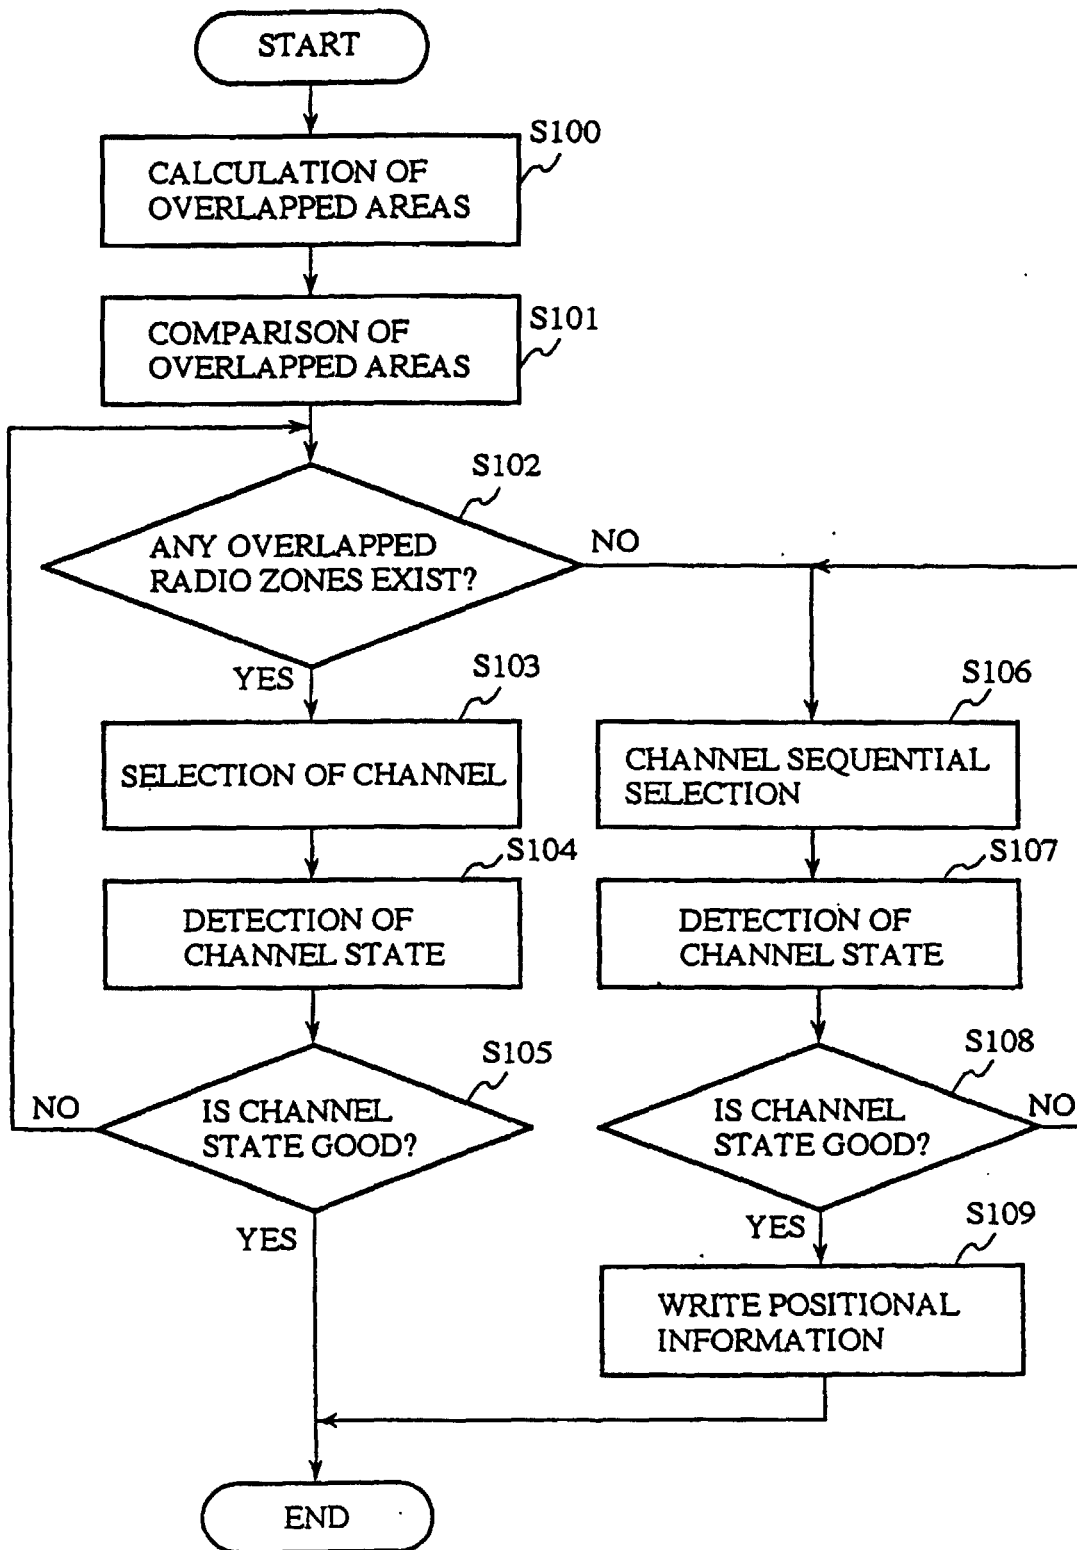 START
S100
CALCULATION OF
OVERLAPPED AREAS
S101
COMPARISON OF
OVERLAPPED AREAS
S102
ANY OVERLAPPED
RADIO ZONES EXIST?
NO
YES
S103
SELECTION OF CHANNEL
S106
CHANNEL SEQUENTIAL
SELECTION
S104
DETECTION OF
CHANNEL STATE
S107
DETECTION OF
CHANNEL STATE
S105
IS CHANNEL
STATE GOOD?
NO
YES
S108
IS CHANNEL
STATE GOOD?
NO
YES
S109
WRITE POSITIONAL
INFORMATION
END